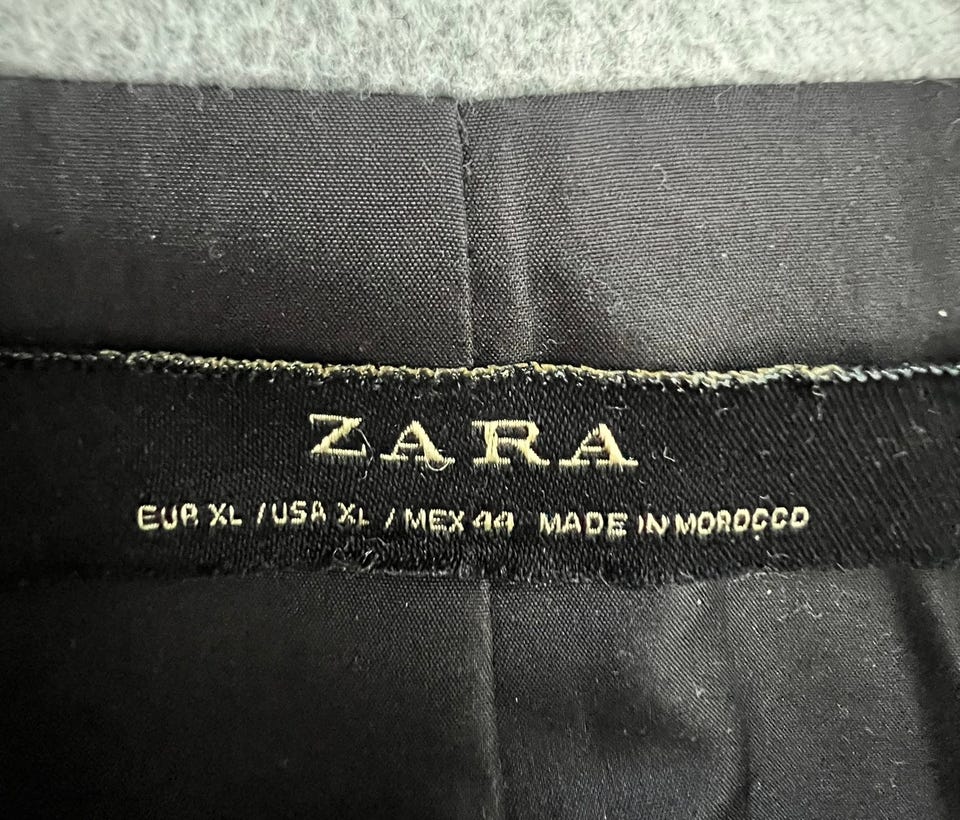 ZARA
EUR XL / USA XL / MEX 44 MADE IN MOROCCO